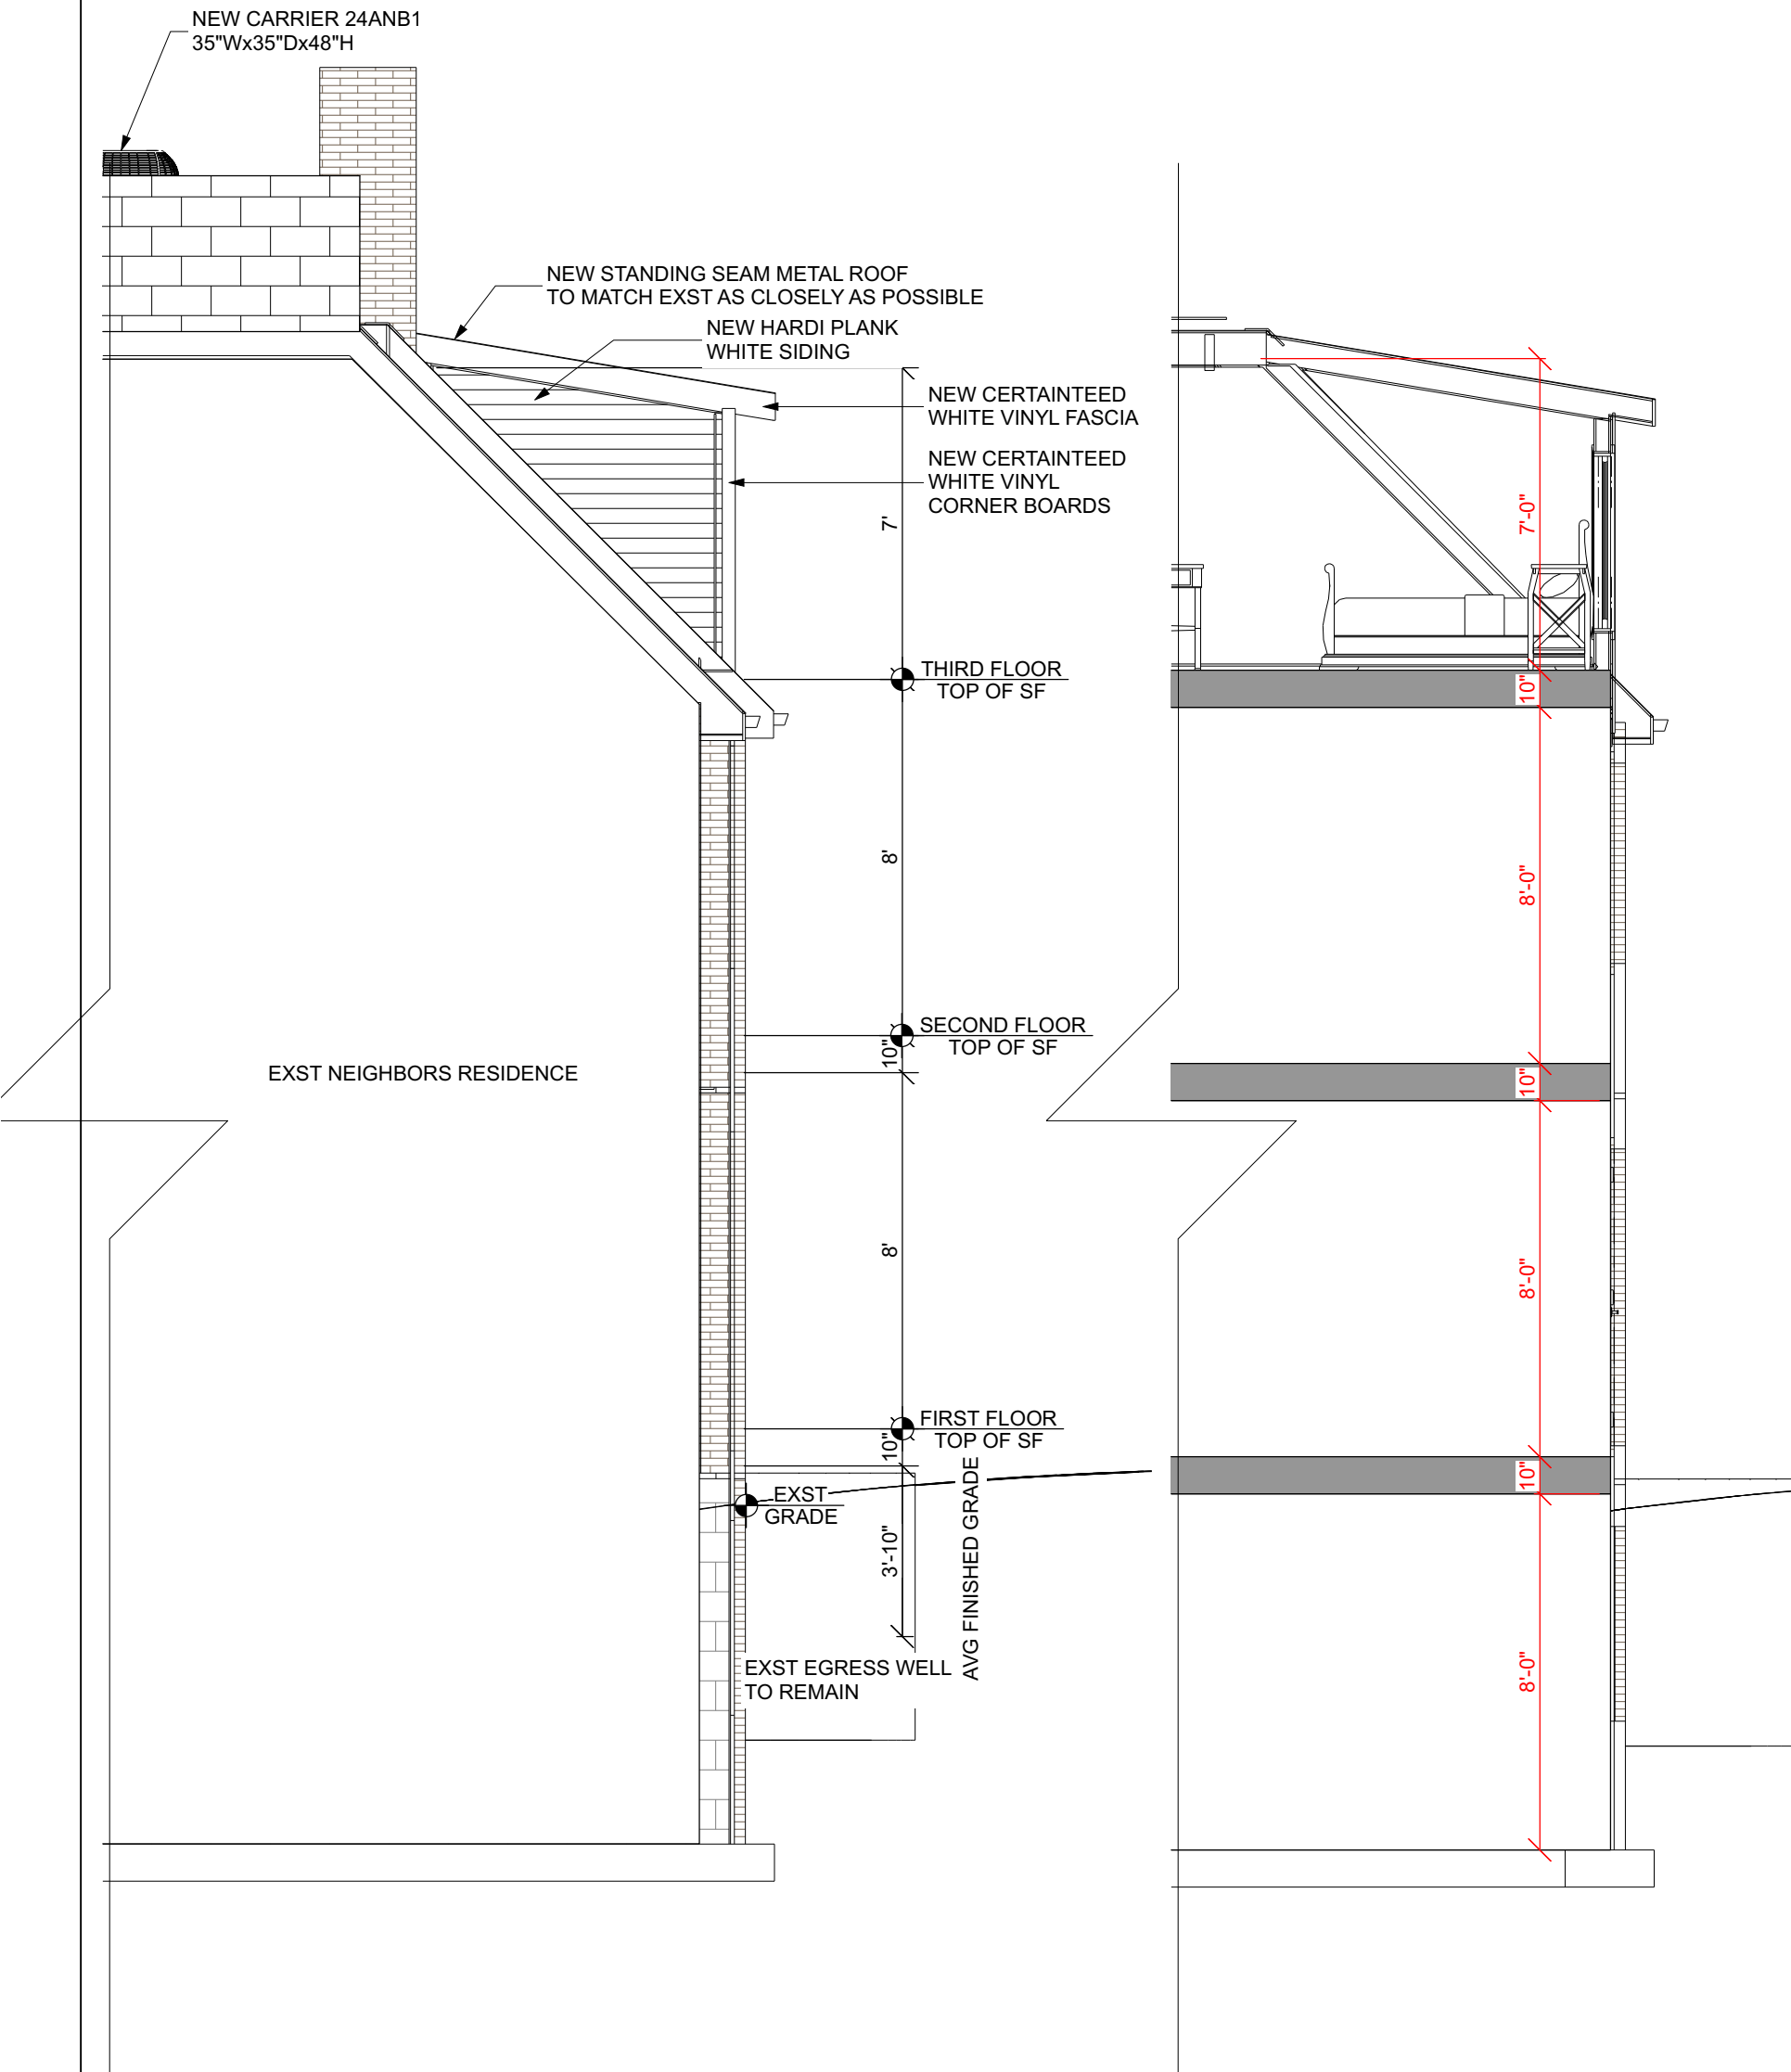 NEW CARRIER 24ANB1
35"Wx35"Dx48"H
NEW STANDING SEAM METAL ROOF
TO MATCH EXST AS CLOSELY AS POSSIBLE
NEW HARDI PLANK
WHITE SIDING
NEW CERTAINTEED
WHITE VINYL FASCIA
NEW CERTAINTEED
WHITE VINYL
CORNER BOARDS
7'
THIRD FLOOR
TOP OF SF
8'
SECOND FLOOR
TOP OF SF
10"
EXST NEIGHBORS RESIDENCE
8'
FIRST FLOOR
TOP OF SF
10"
EXST
GRADE
3'-10"
AVG FINISHED GRADE
EXST EGRESS WELL
TO REMAIN
7'-0"
10"
8'-0"
10"
8'-0"
10"
8'-0"